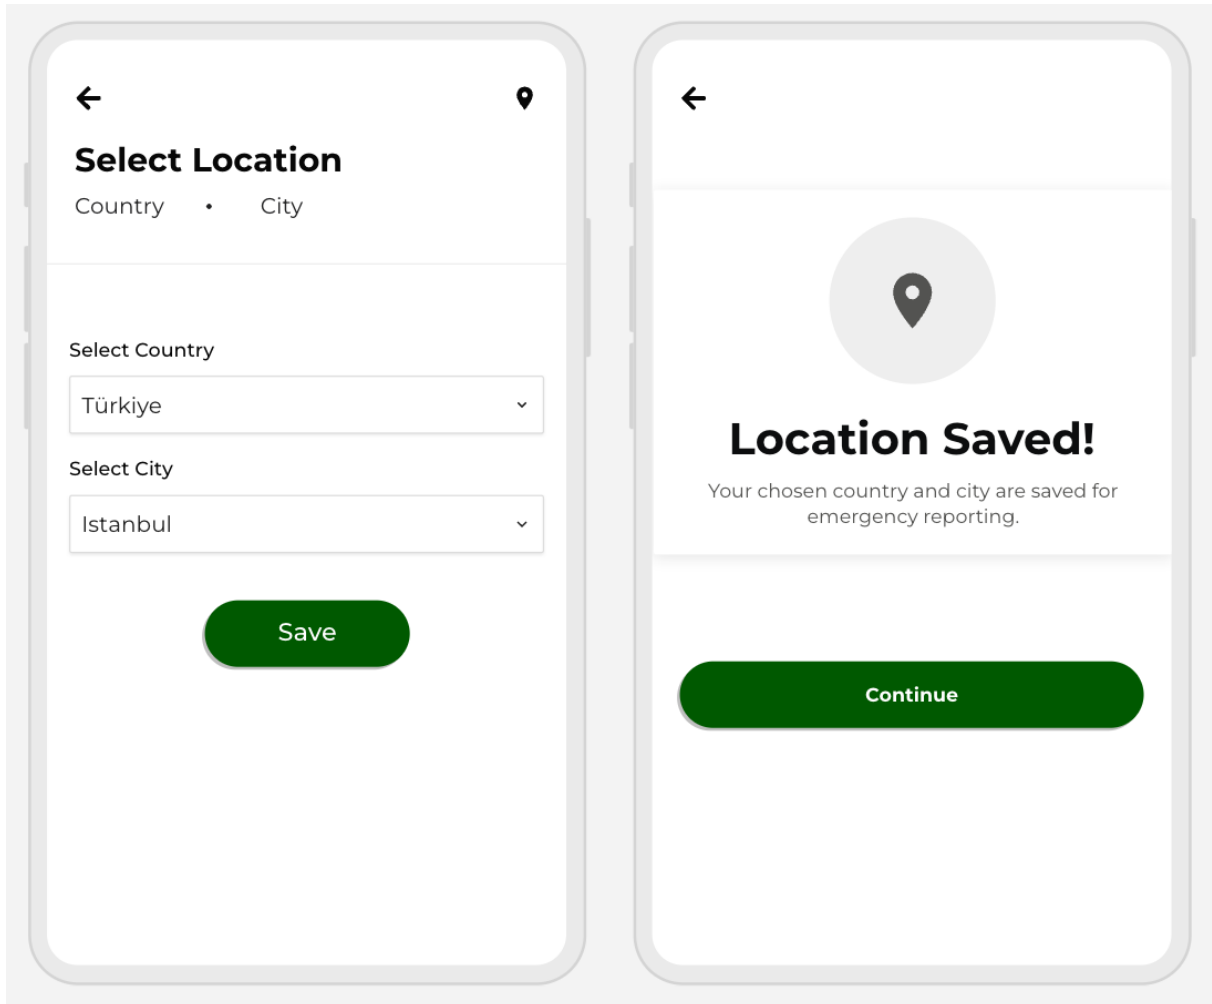 Select Location
Country • City
Select Country
Türkiye
Select City
Istanbul
Save
Location Saved!
Your chosen country and city are saved for
emergency reporting.
Continue